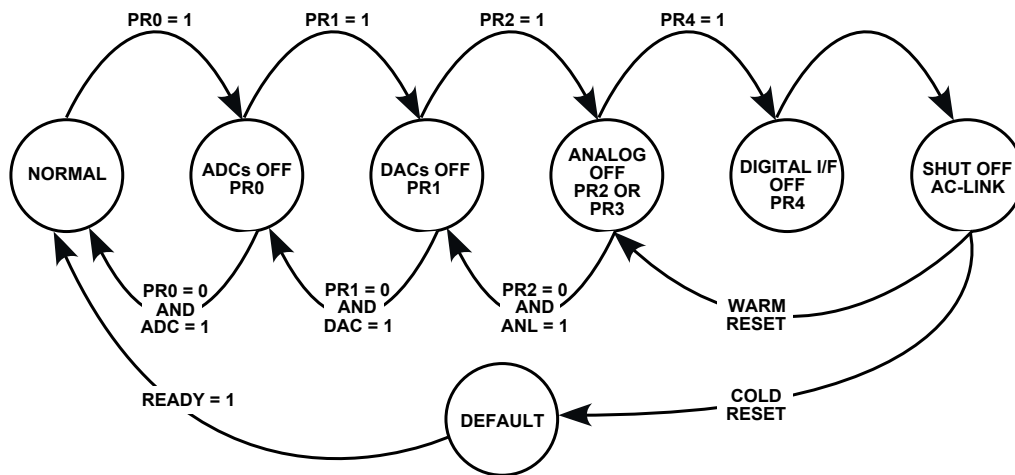 PR0 = 1
PR1 = 1
PR2 = 1
PR4 = 1
NORMAL
ADCs OFF
PR0
DACs OFF
PR1
ANALOG
OFF
PR2 OR
PR3
DIGITAL I/F
OFF
PR4
SHUT OFF
AC-LINK
PR0 = 0
AND
ADC = 1
PR1 = 0
AND
DAC = 1
PR2 = 0
AND
ANL = 1
WARM
RESET
READY = 1
DEFAULT
COLD
RESET